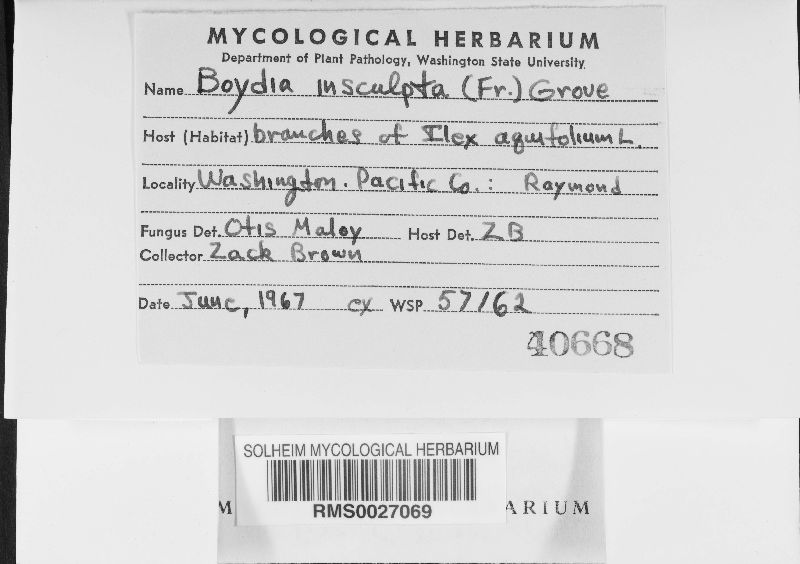 MYCOLOGICAL HERBARIUM
Department of Plant Pathology, Washington State University
Name Boydia insculpta (Fr.) Grove
Host (Habitat) branches of Ilex aquifolium L.
Locality Washington. Pacific Co.: Raymond
Fungus Det. Otis Maloy Host Det. ZB
Collector Zack Brown
Date June, 1967 ex WSP 57162
40668
SOLHEIM MYCOLOGICAL HERBARIUM
RMS0027069
M ARIUM